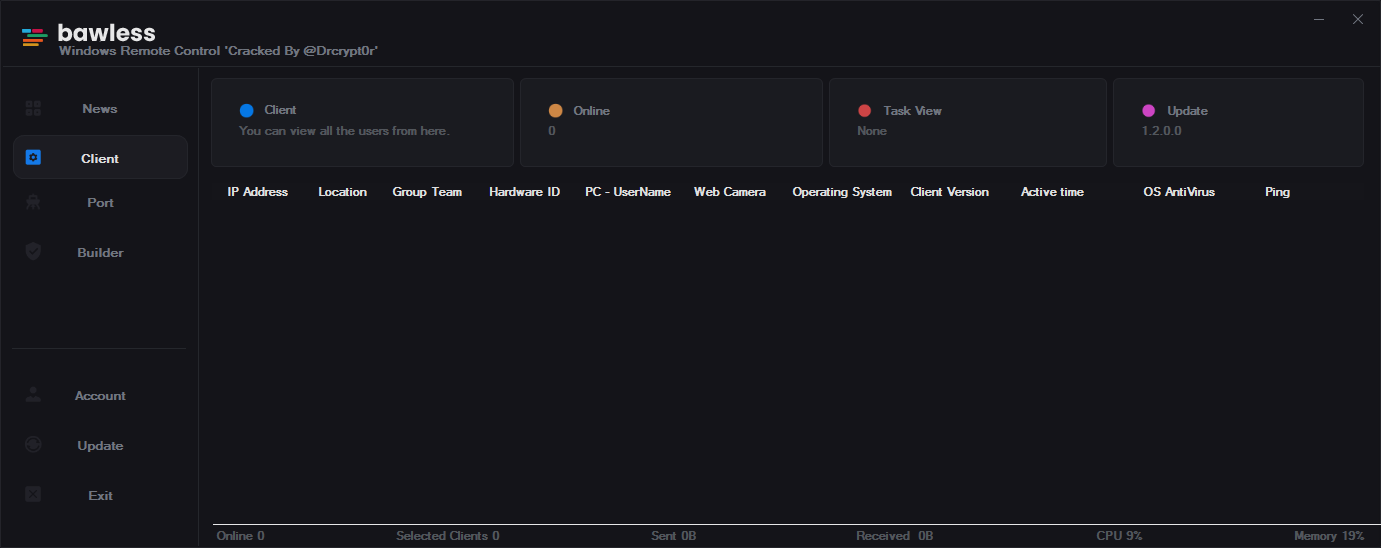 bawless
Windows Remote Control 'Cracked By @Drcrypt0r'
News
Client
Port
Builder
Account
Update
Exit
Client
You can view all the users from here.
Online
0
Task View
None
Update
1.2.0.0
IP Address Location Group Team Hardware ID PC - UserName Web Camera Operating System Client Version Active time OS AntiVirus Ping
Online 0 Selected Clients 0 Sent 0B Received 0B CPU 9% Memory 19%